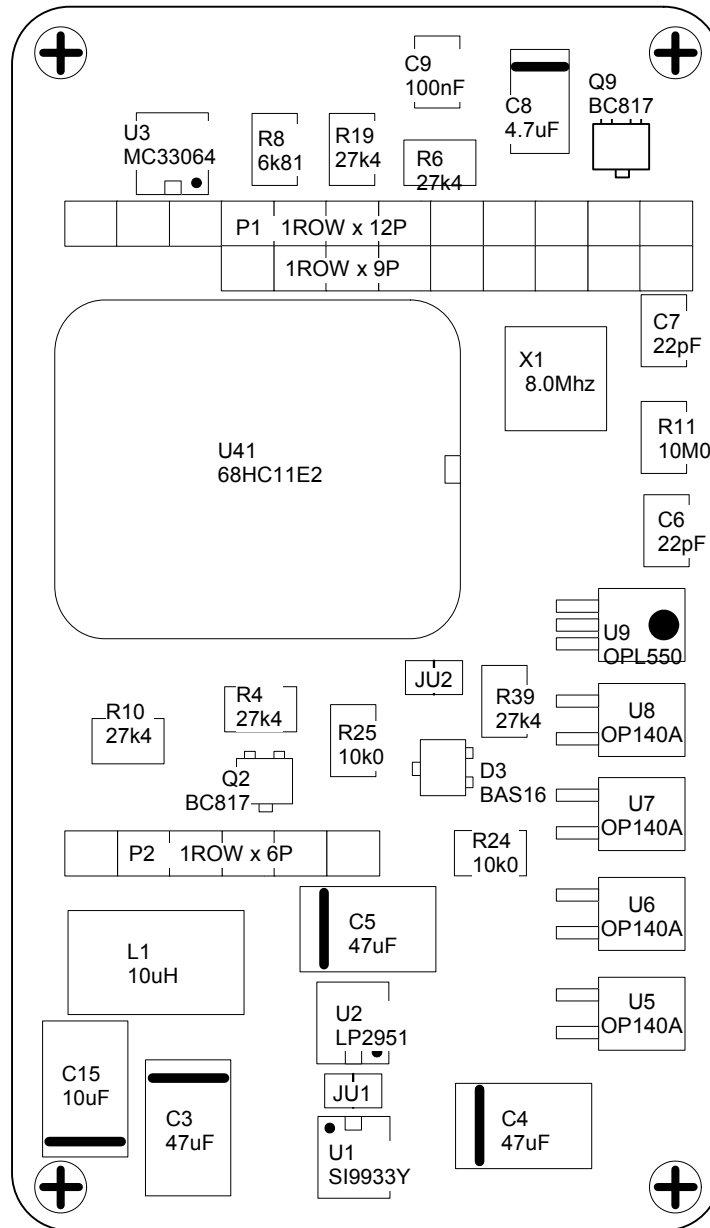 C9
100nF
C8
4.7uF
Q9
BC817
U3
MC33064
R8
6k81
R19
27k4
R6
27k4
P1 1ROW x 12P
1ROW x 9P
C7
22pF
X1
8.0Mhz
R11
10M0
U41
68HC11E2
C6
22pF
U9
OPL550
JU2
R39
27k4
R4
27k4
R10
27k4
R25
10k0
U8
OP140A
Q2
BC817
D3
BAS16
U7
OP140A
P2 1ROW x 6P
R24
10k0
U6
OP140A
C5
47uF
L1
10uH
U5
OP140A
U2
LP2951
C15
10uF
JU1
C3
47uF
C4
47uF
U1
SI9933Y